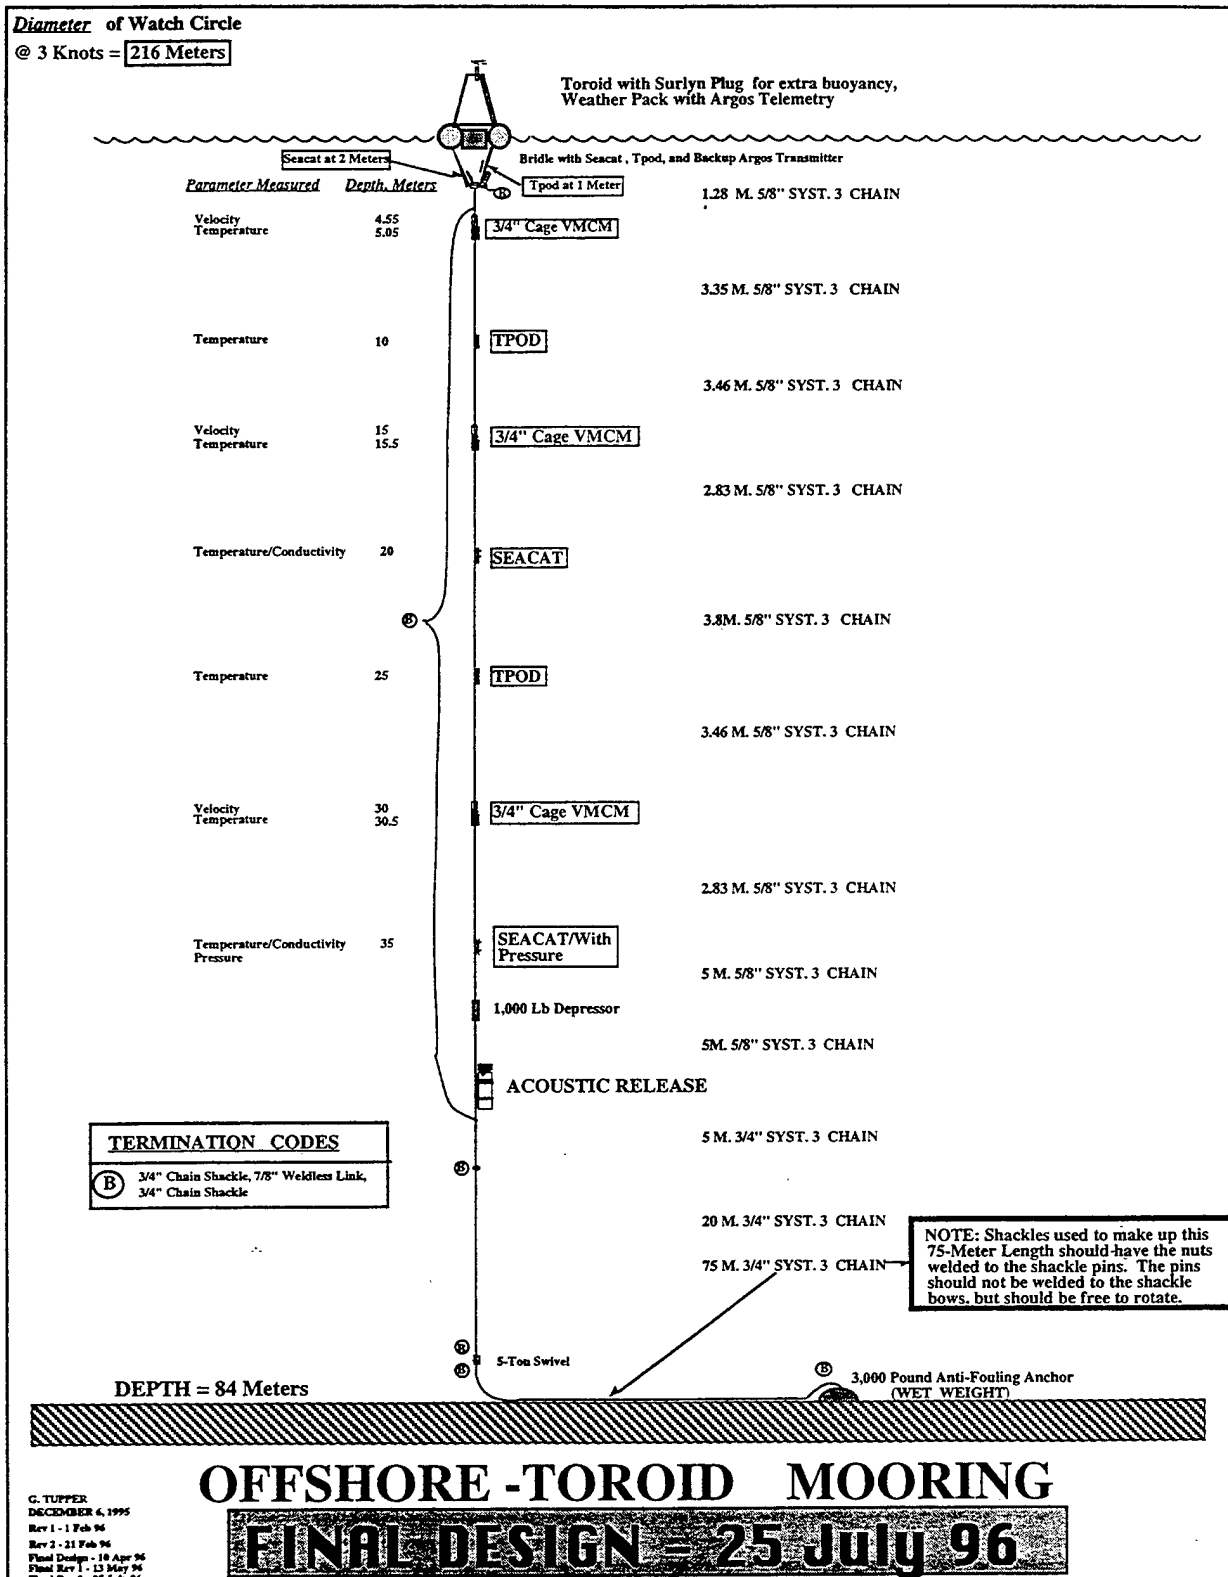 Diameter of Watch Circle
@ 3 Knots = 216 Meters
Toroid with Surlyn Plug for extra buoyancy,
Weather Pack with Argos Telemetry
Seacat at 2 Meters
Bridle with Seacat , Tpod, and Backup Argos Transmitter
Tpod at 1 Meter
B
Parameter Measured Depth, Meters
1.28 M. 5/8" SYST. 3 CHAIN
Velocity 4.55
Temperature 5.05
3/4" Cage VMCM
3.35 M. 5/8" SYST. 3 CHAIN
Temperature 10
TPOD
3.46 M. 5/8" SYST. 3 CHAIN
Velocity 15
Temperature 15.5
3/4" Cage VMCM
2.83 M. 5/8" SYST. 3 CHAIN
Temperature/Conductivity 20
SEACAT
B
3.8M. 5/8" SYST. 3 CHAIN
Temperature 25
TPOD
3.46 M. 5/8" SYST. 3 CHAIN
Velocity 30
Temperature 30.5
3/4" Cage VMCM
2.83 M. 5/8" SYST. 3 CHAIN
Temperature/Conductivity 35
Pressure
SEACAT/With
Pressure
5 M. 5/8" SYST. 3 CHAIN
1,000 Lb Depressor
5M. 5/8" SYST. 3 CHAIN
ACOUSTIC RELEASE
5 M. 3/4" SYST. 3 CHAIN
TERMINATION CODES
B 3/4" Chain Shackle, 7/8" Weldless Link,
3/4" Chain Shackle
B
20 M. 3/4" SYST. 3 CHAIN
75 M. 3/4" SYST. 3 CHAIN
NOTE: Shackles used to make up this
75-Meter Length should have the nuts
welded to the shackle pins. The pins
should not be welded to the shackle
bows, but should be free to rotate.
B
5-Ton Swivel
B
B
3,000 Pound Anti-Fouling Anchor
(WET WEIGHT)
DEPTH = 84 Meters
OFFSHORE -TOROID MOORING
FINAL DESIGN = 25 July 96
G. TUPPER
DECEMBER 6, 1995
Rev 1 - 1 Feb 96
Rev 2 - 21 Feb 96
Final Design - 10 Apr 96
Final Rev 1 - 13 May 96